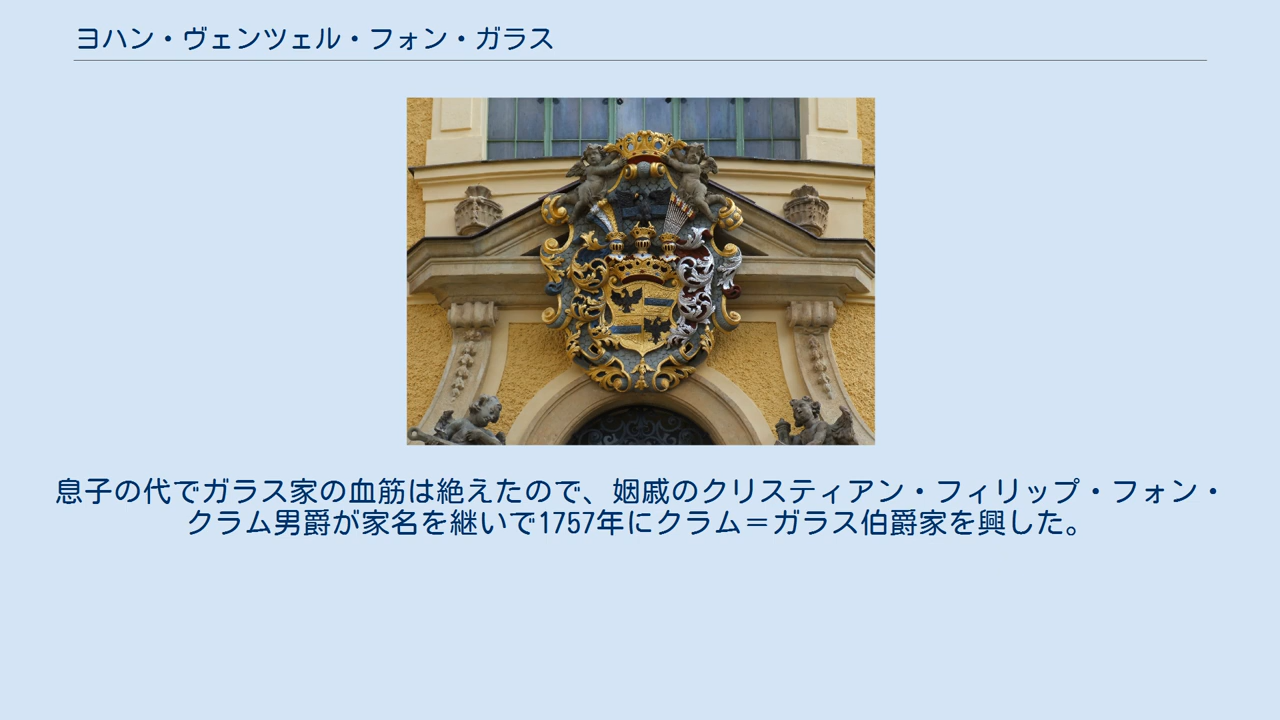 ヨハン・ヴェンツェル・フォン・ガラス
息子の代でガラス家の血筋は絶えたので、姻戚のクリスティアン・フィリップ・フォン・
クラム男爵が家名を継いで1757年にクラム＝ガラス伯爵家を興した。